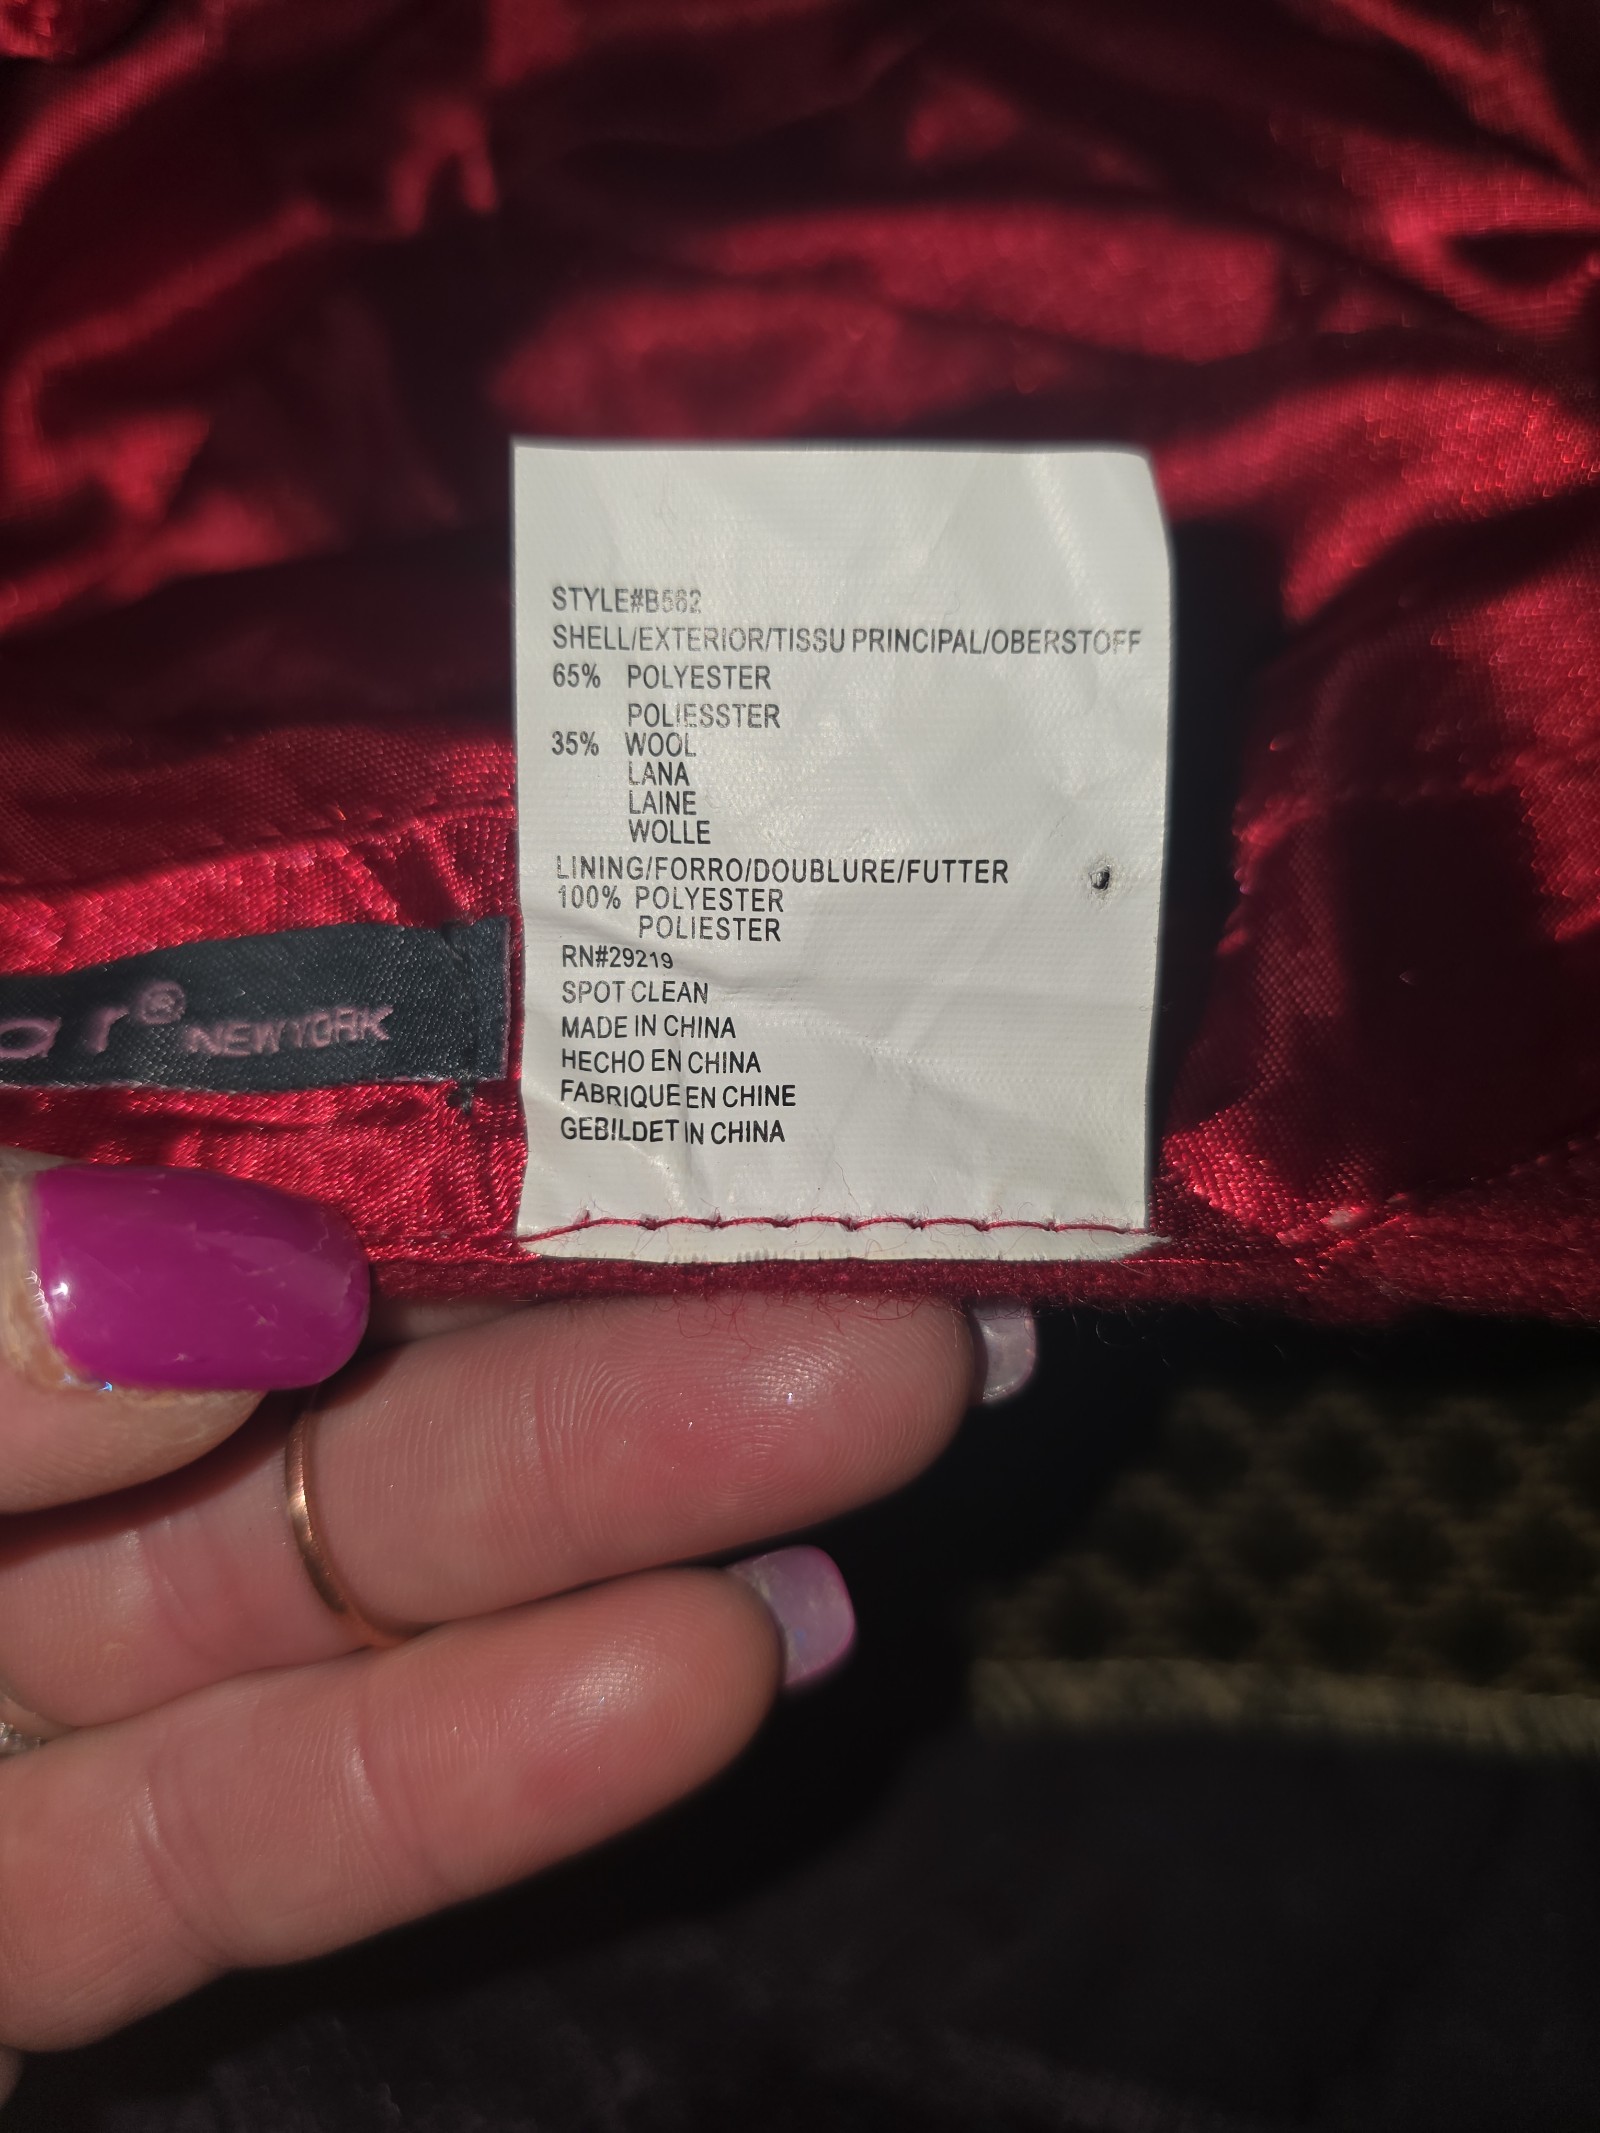 STYLE#B562
SHELL/EXTERIOR/TISSU PRINCIPAL/OBERSTOFF
65% POLYESTER
POLIESSTER
35% WOOL
LANA
LAINE
WOLLE
LINING/FORRO/DOUBLURE/FUTTER
100% POLYESTER
POLIESTER
RN#29219
SPOT CLEAN
MADE IN CHINA
HECHO EN CHINA
FABRIQUE EN CHINE
GEBILDET IN CHINA
ar® NEW YORK